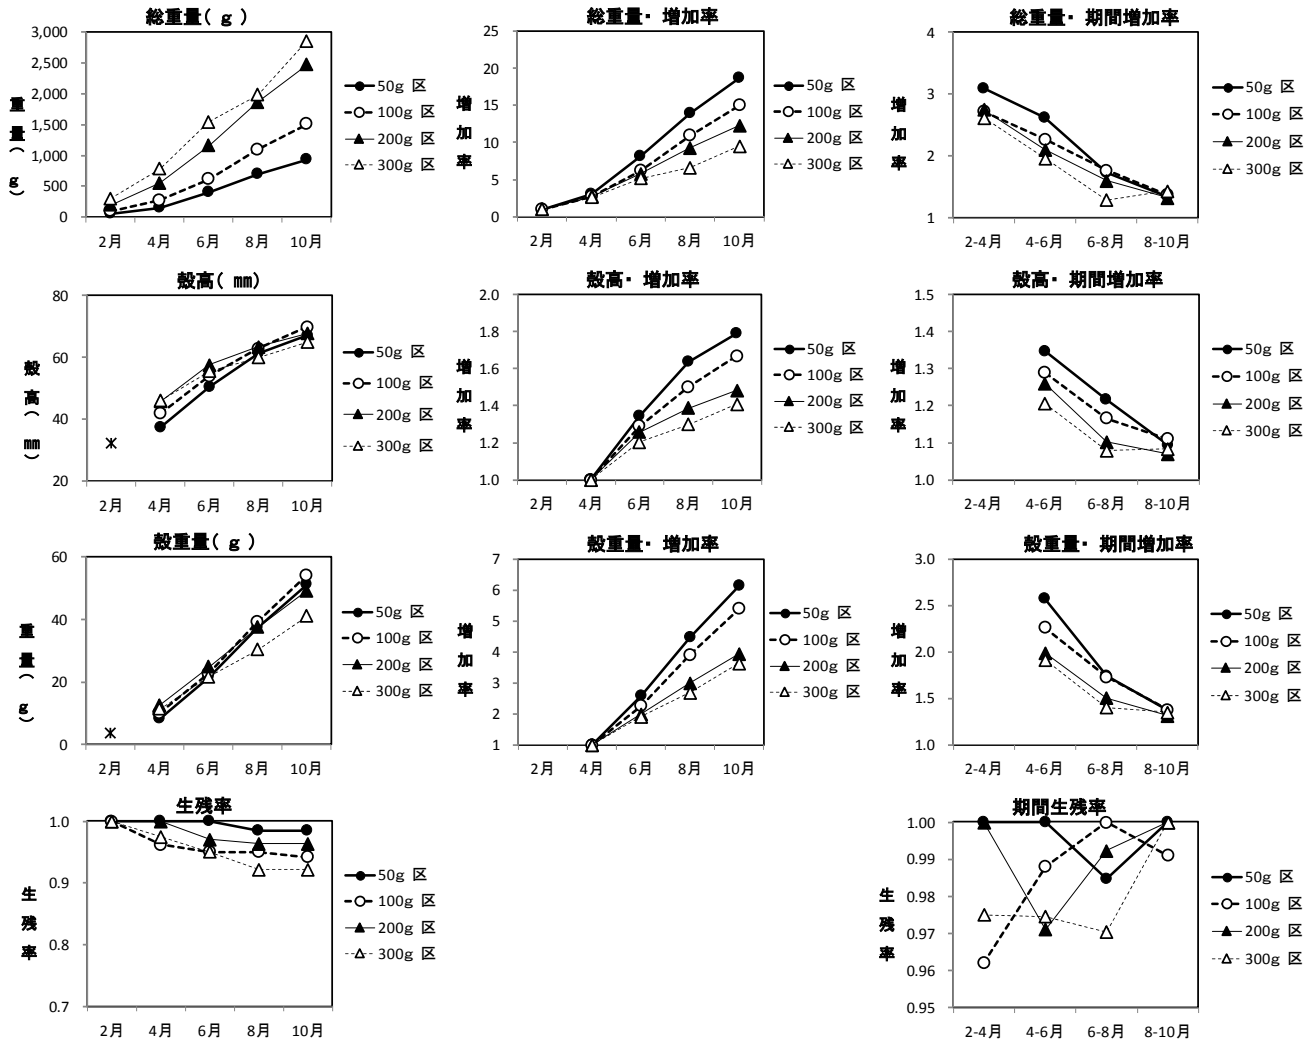 総重量( g )
3,000
2,500
2,000
1,500
1,000
500
0
重量(g)
2月 4月 6月 8月 10月
50g 区
100g 区
200g 区
300g 区
総重量・増加率
25
20
15
10
5
0
増加率
2月 4月 6月 8月 10月
50g 区
100g 区
200g 区
300g 区
総重量・期間増加率
4
3
2
1
増加率
2-4月 4-6月 6-8月 8-10月
50g 区
100g 区
200g 区
300g 区
殻高( ㎜)
80
60
40
20
殻高(㎜)
2月 4月 6月 8月 10月
50g 区
100g 区
200g 区
300g 区
殻高・増加率
2.0
1.8
1.6
1.4
1.2
1.0
増加率
2月 4月 6月 8月 10月
50g 区
100g 区
200g 区
300g 区
殻高・期間増加率
1.5
1.4
1.3
1.2
1.1
1.0
増加率
2-4月 4-6月 6-8月 8-10月
50g 区
100g 区
200g 区
300g 区
殻重量( g )
60
40
20
0
重量(g)
2月 4月 6月 8月 10月
50g 区
100g 区
200g 区
300g 区
殻重量・増加率
7
6
5
4
3
2
1
増加率
2月 4月 6月 8月 10月
50g 区
100g 区
200g 区
300g 区
殻重量・期間増加率
3.0
2.5
2.0
1.5
1.0
増加率
2-4月 4-6月 6-8月 8-10月
50g 区
100g 区
200g 区
300g 区
生残率
1.0
0.9
0.8
0.7
生残率
2月 4月 6月 8月 10月
50g 区
100g 区
200g 区
300g 区
期間生残率
1.00
0.99
0.98
0.97
0.96
0.95
生残率
2-4月 4-6月 6-8月 8-10月
50g 区
100g 区
200g 区
300g 区